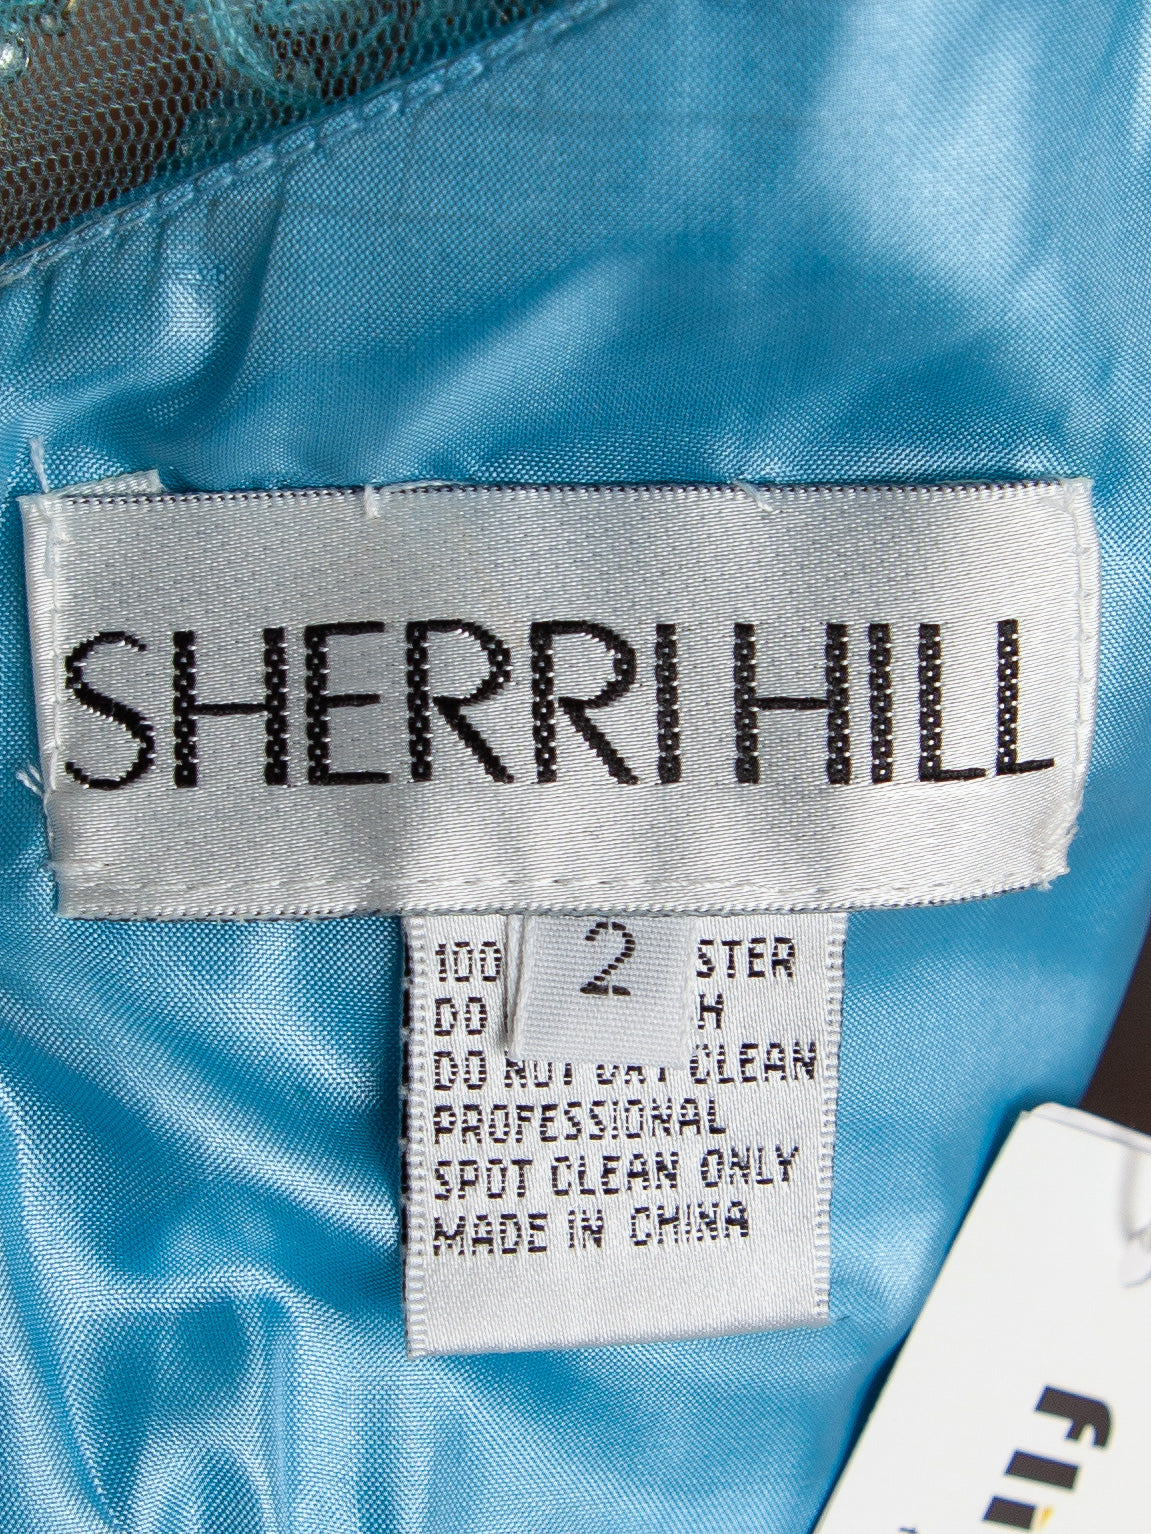 SHERRI HILL
2
100 STER
DO H
DO NOT DRY CLEAN
PROFESSIONAL
SPOT CLEAN ONLY
MADE IN CHINA